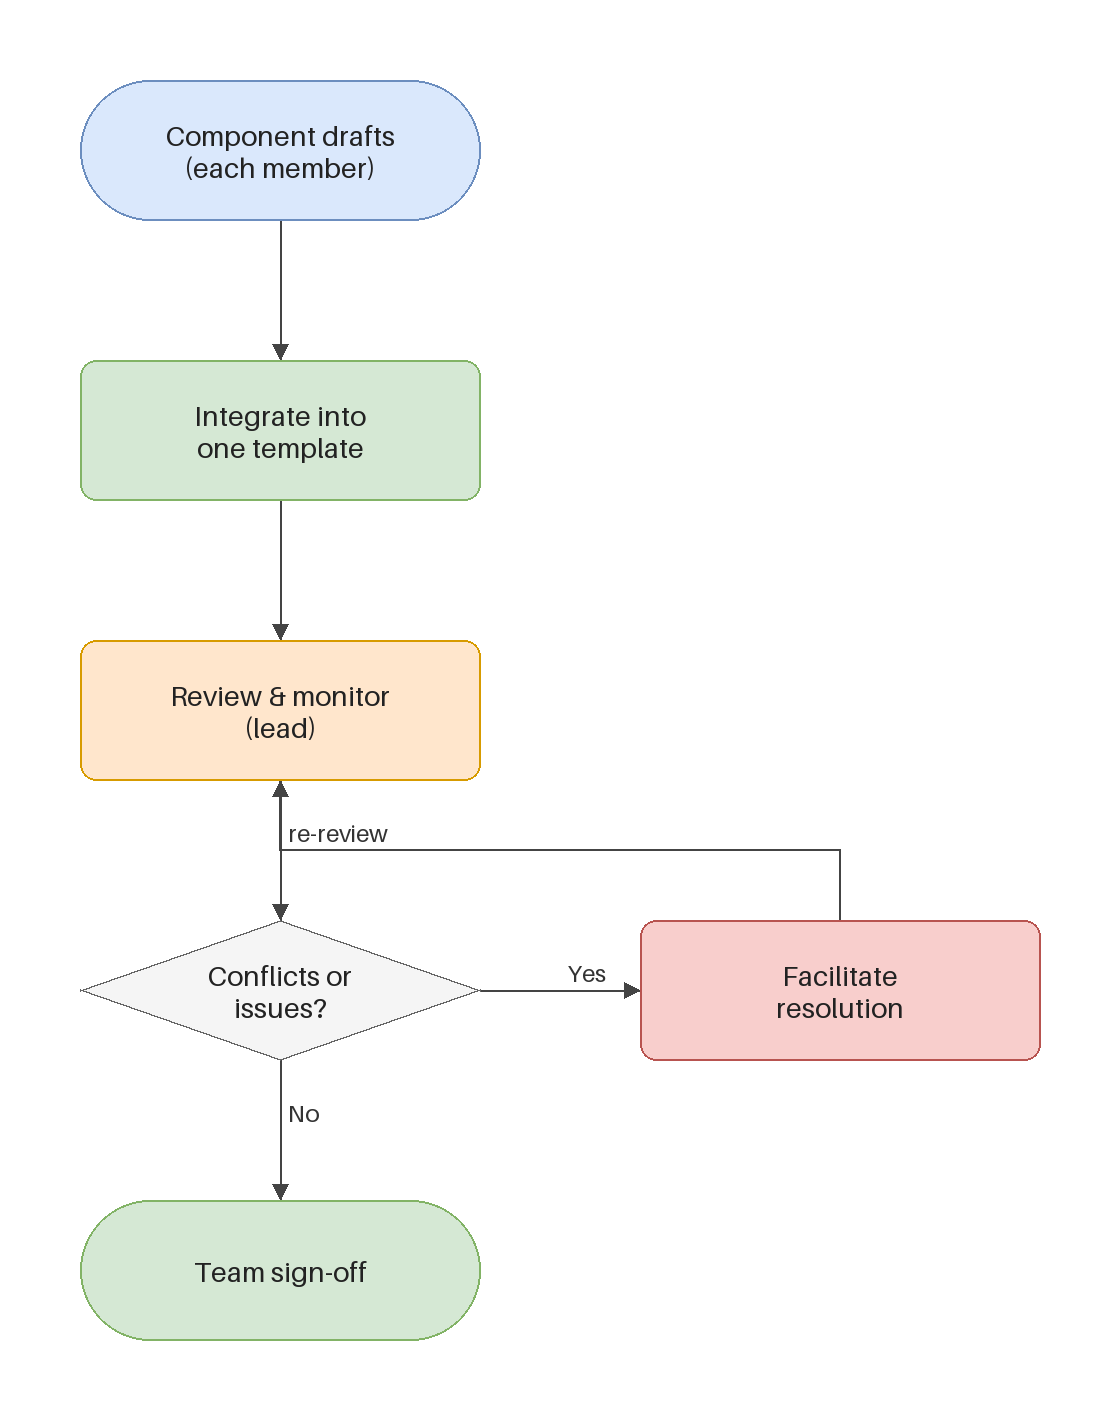 Component drafts
(each member)
Integrate into
one template
Review & monitor
(lead)
re-review
Conflicts or
issues?
Yes
Facilitate
resolution
No
Team sign-off